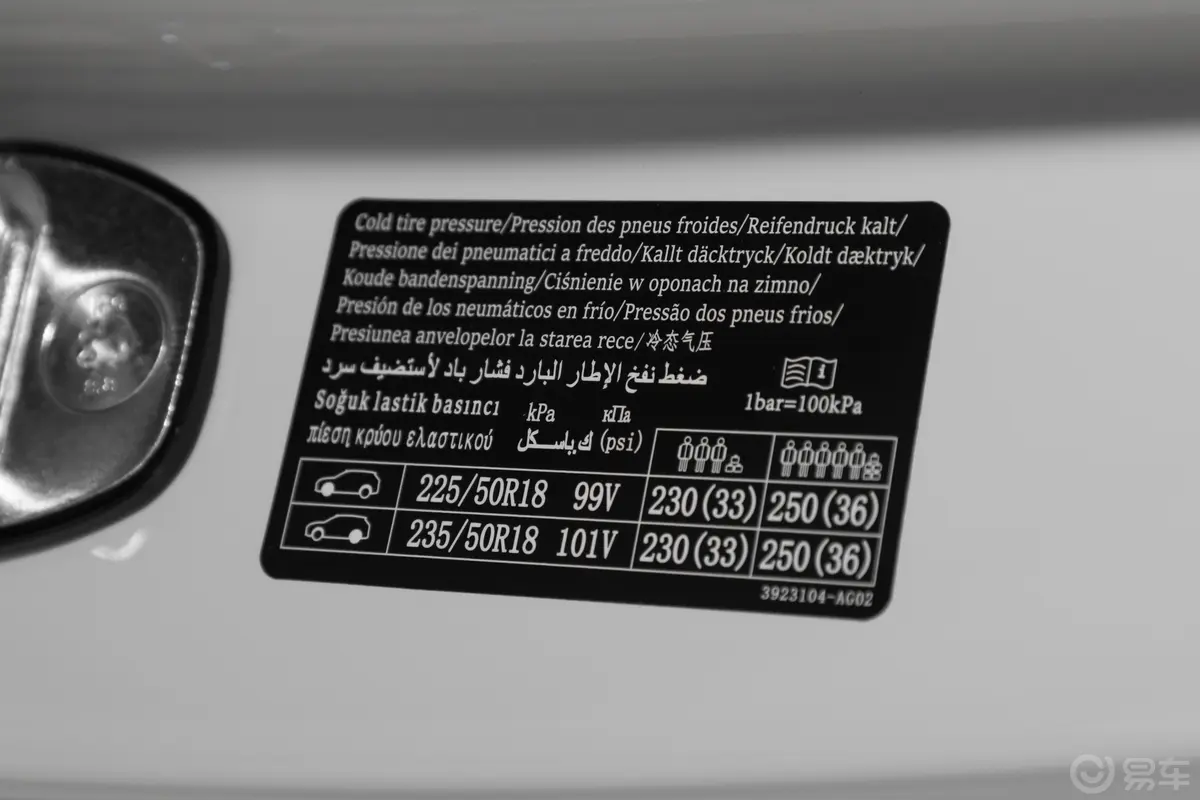 Cold tire pressure/Pression des pneus froides/Reifendruck kalt/
Pressione dei pneumatici a freddo/Kallt däcktryck/Koldt dæktryk/
Koude bandenspanning/Ciśnienie w oponach na zimno/
Presión de los neumáticos en frío/Pressão dos pneus frios/
Presiunea anvelopelor la starea rece/冷态气压
ضغط نفخ الإطار البارد فشار باد لأستضيف سرد
1bar=100kPa
Soğuk lastik basıncı kPa кПа
πίεση κρύου ελαστικού ك ياسـكل (psi)
225/50R18 99V 230(33) 250(36)
235/50R18 101V 230(33) 250(36)
3923104-AG02
易车